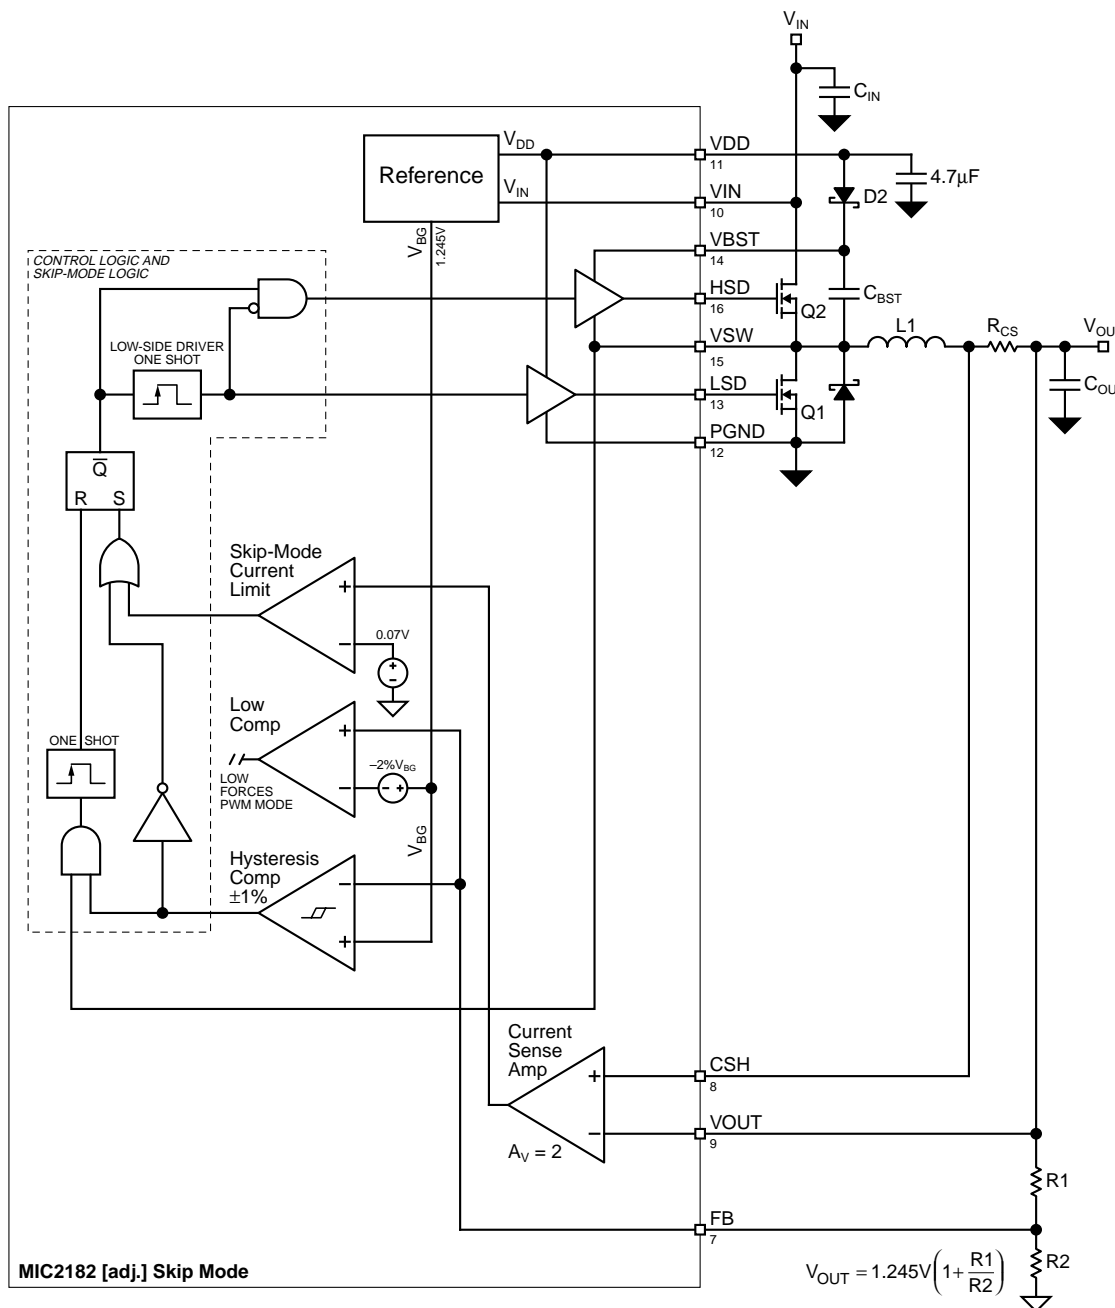 VIN
CIN
VDD
VDD
11
Reference
4.7µF
VIN
VIN
10
D2
VBG
1.245V
VBST
14
CONTROL LOGIC AND
SKIP-MODE LOGIC
HSD
16
CBST
Q2
LOW-SIDE DRIVER
ONE SHOT
VSW
15
L1
RCS
VOU
LSD
13
COU
Q1
PGND
12
Q
R S
Skip-Mode
Current
Limit
+
−
0.07V
+
−
Low
Comp
+
ONE SHOT
−2%VBG
LOW
FORCES
PWM MODE
−
− +
VBG
Hysteresis
Comp
±1%
−
+
Current
Sense
Amp
+
CSH
8
−
VOUT
9
AV = 2
R1
FB
7
R2
MIC2182 [adj.] Skip Mode
VOUT = 1.245V(1+R1/R2)